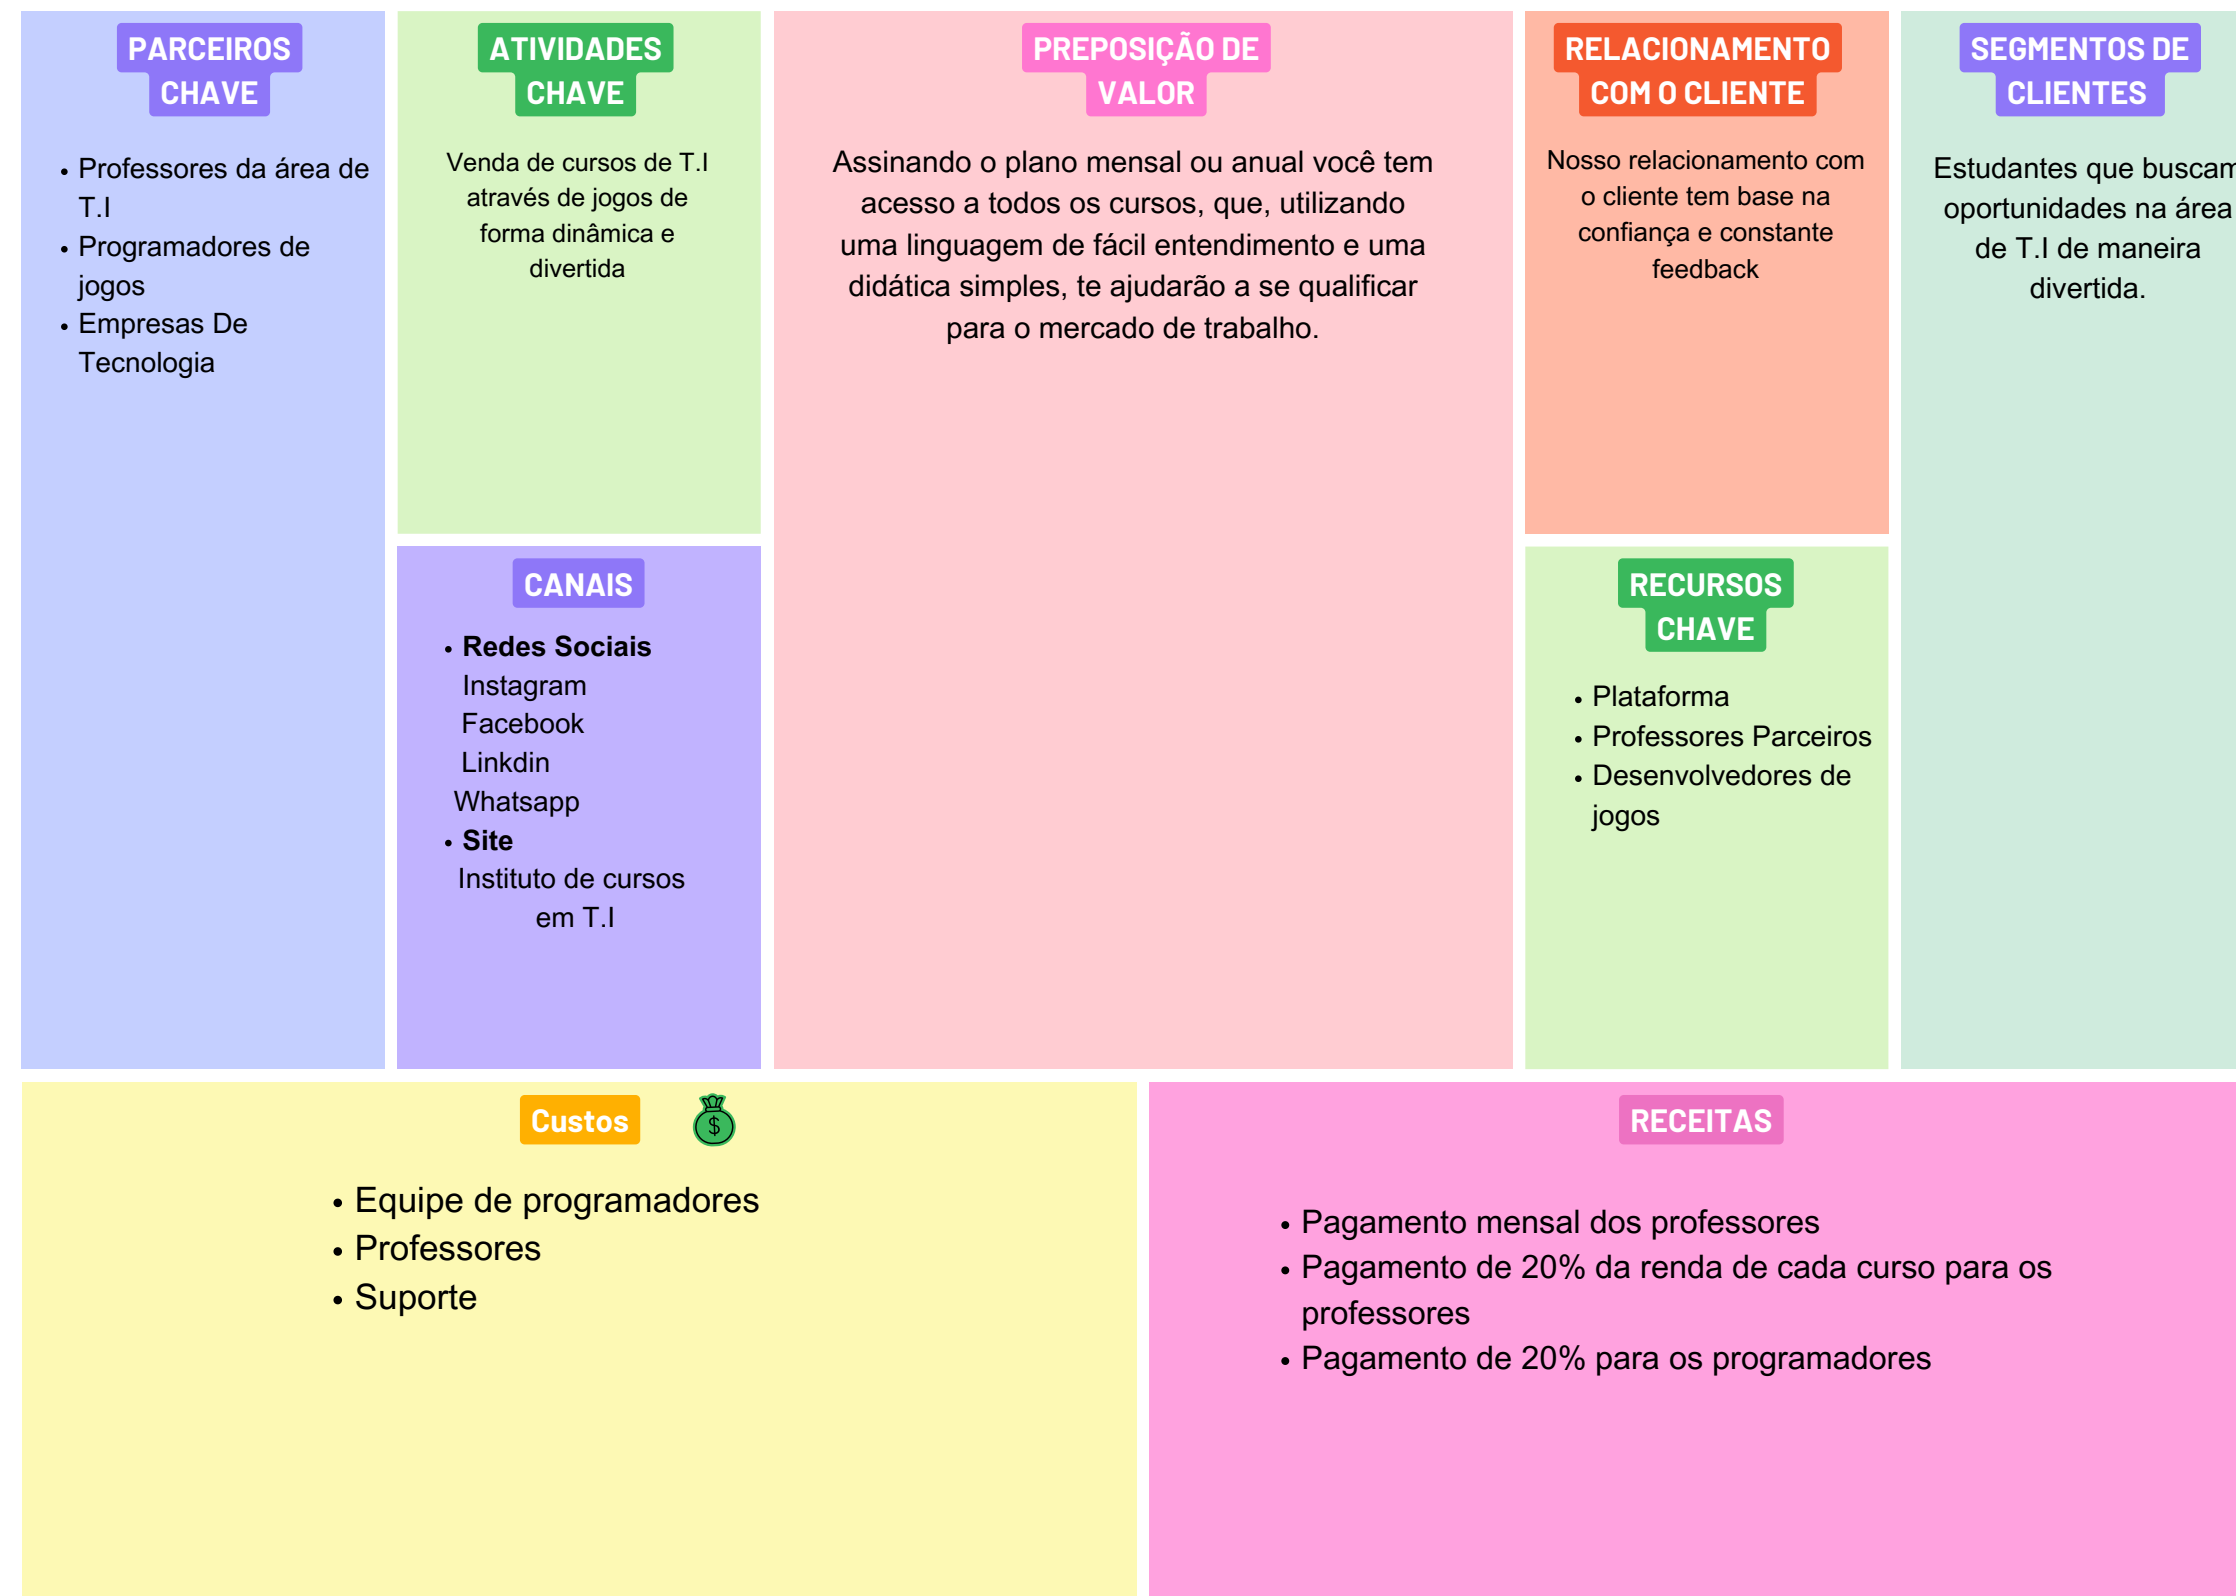 PARCEIROS
CHAVE
Professores da área de
T.I
Programadores de
jogos
Empresas De
Tecnologia
ATIVIDADES
CHAVE
Venda de cursos de T.I
através de jogos de
forma dinâmica e
divertida
CANAIS
Redes Sociais
Instagram
Facebook
Linkdin
Whatsapp
Site
Instituto de cursos
em T.I
PREPOSIÇÃO DE
VALOR
Assinando o plano mensal ou anual você tem
acesso a todos os cursos, que, utilizando
uma linguagem de fácil entendimento e uma
didática simples, te ajudarão a se qualificar
para o mercado de trabalho.
RELACIONAMENTO
COM O CLIENTE
Nosso relacionamento com
o cliente tem base na
confiança e constante
feedback
RECURSOS
CHAVE
Plataforma
Professores Parceiros
Desenvolvedores de
jogos
SEGMENTOS DE
CLIENTES
Estudantes que buscam
oportunidades na área
de T.I de maneira
divertida.
Custos
$
Equipe de programadores
Professores
Suporte
RECEITAS
Pagamento mensal dos professores
Pagamento de 20% da renda de cada curso para os
professores
Pagamento de 20% para os programadores